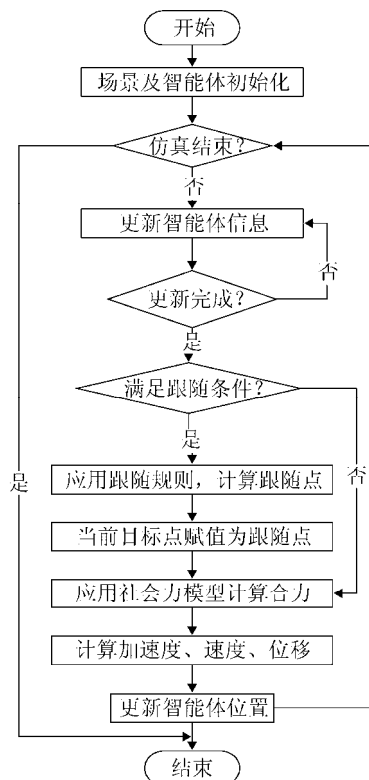 开始
场景及智能体初始化
仿真结束？
否
更新智能体信息
否
更新完成？
是
满足跟随条件？
是
否
是
应用跟随规则，计算跟随点
当前目标点赋值为跟随点
应用社会力模型计算合力
计算加速度、速度、位移
更新智能体位置
结束